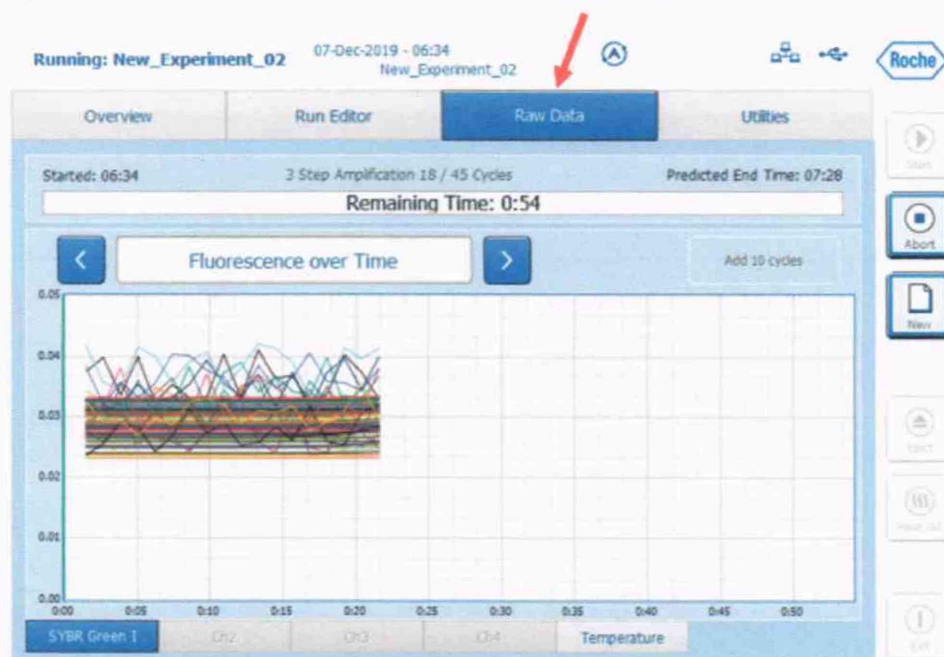 Running: New_Experiment_02
07-Dec-2019 - 06:34
New_Experiment_02
Roche
Overview
Run Editor
Raw Data
Utilities
Start
Started: 06:34
3 Step Amplification 18 / 45 Cycles
Predicted End Time: 07:28
Remaining Time: 0:54
Abort
<
Fluorescence over Time
>
Add 10 cycles
New
0.05
0.04
0.03
0.02
0.01
0.00
Eject
0:00
0:05
0:10
0:15
0:20
0:25
0:30
0:35
0:40
0:45
0:50
SYBR Green I
Ch2
Ch3
Ch4
Temperature
Exit